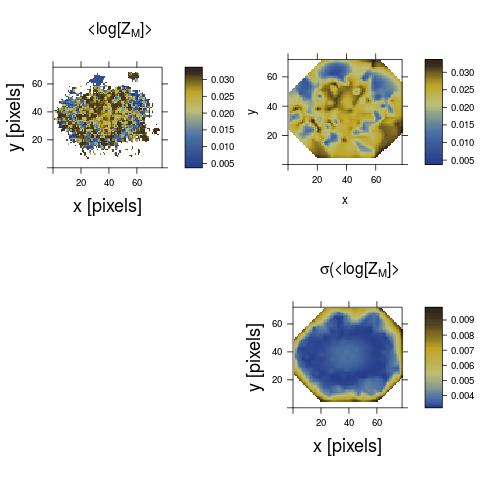 <log[Z_M]>
y [pixels]
60
40
20
20 40 60
x [pixels]
0.030
0.025
0.020
0.015
0.010
0.005
y
60
40
20
20 40 60
x
0.030
0.025
0.020
0.015
0.010
0.005
σ(<log[Z_M]>
y [pixels]
60
40
20
20 40 60
x [pixels]
0.009
0.008
0.007
0.006
0.005
0.004